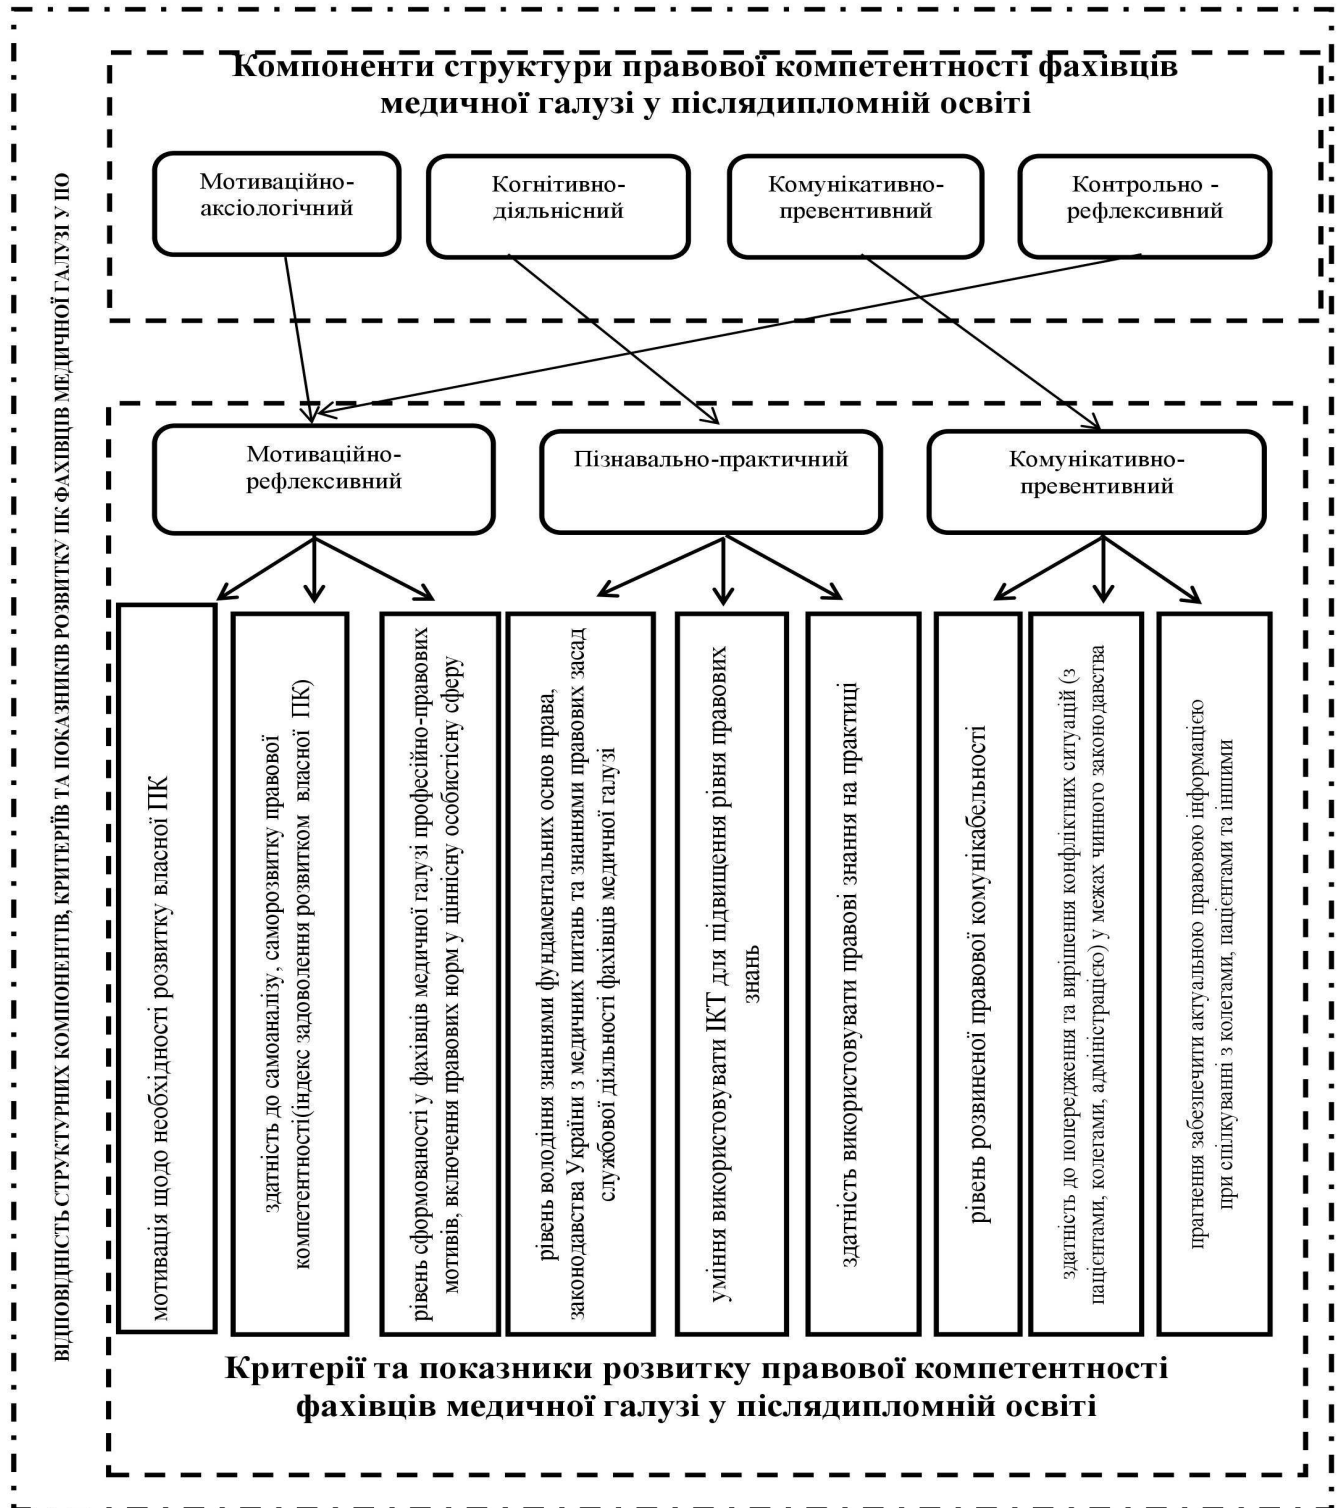 ВІДПОВІДНІСТЬ СТРУКТУРНИХ КОМПОНЕНТІВ, КРИТЕРІЇВ ТА ПОКАЗНИКІВ РОЗВИТКУ ПК ФАХІВЦІВ МЕДИЧНОЇ ГАЛУЗІ У ПО
Компоненти структури правової компетентності фахівців
медичної галузі у післядипломній освіті
Мотиваційно-
аксіологічний
Когнітивно-
діяльнісний
Комунікативно-
превентивний
Контрольно -
рефлексивний
Мотиваційно-
рефлексивний
Пізнавально-практичний
Комунікативно-
превентивний
мотивація щодо необхідності розвитку власної ПК
здатність до самоаналізу, саморозвитку правової
компетентності(індекс задоволення розвитком власної ПК)
рівень сформованості у фахівців медичної галузі професійно-правових
мотивів, включення правових норм у ціннісну особистісну сферу
рівень володіння знаннями фундаментальних основ права,
законодавства України з медичних питань та знаннями правових засад
службової діяльності фахівців медичної галузі
уміння використовувати ІКТ для підвищення рівня правових
знань
здатність використовувати правові знання на практиці
рівень розвиненої правової комунікабельності
здатність до попередження та вирішення конфліктних ситуацій (з
пацієнтами, колегами, адміністрацією) у межах чинного законодавства
прагнення забезпечити актуальною правовою інформацією
при спілкуванні з колегами, пацієнтами та іншими
Критерії та показники розвитку правової компетентності
фахівців медичної галузі у післядипломній освіті